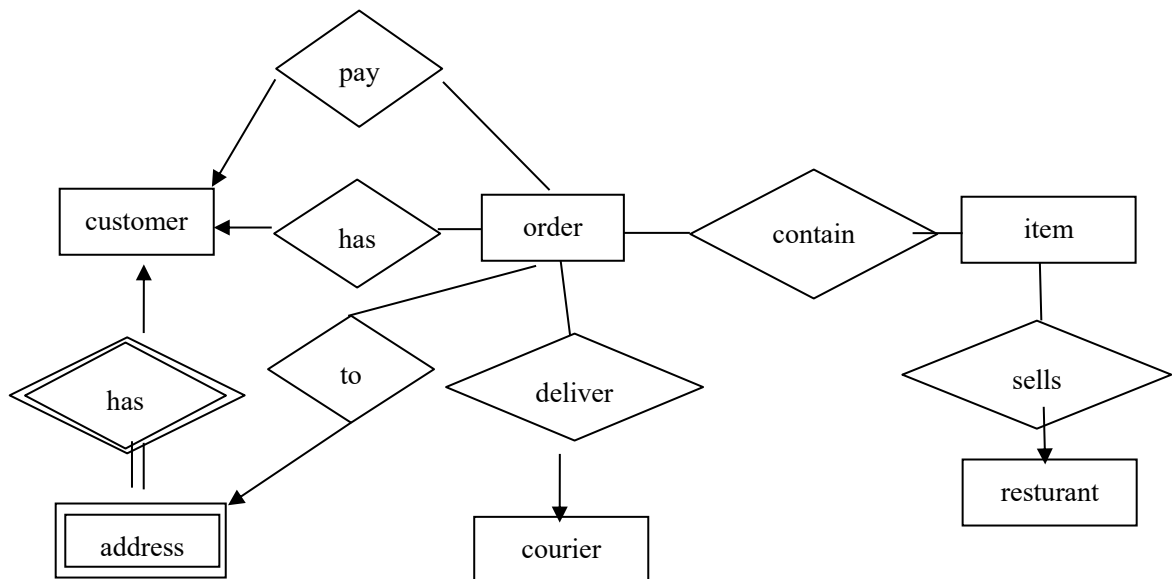 pay
customer
has
order
contain
item
has
to
deliver
sells
address
courier
resturant